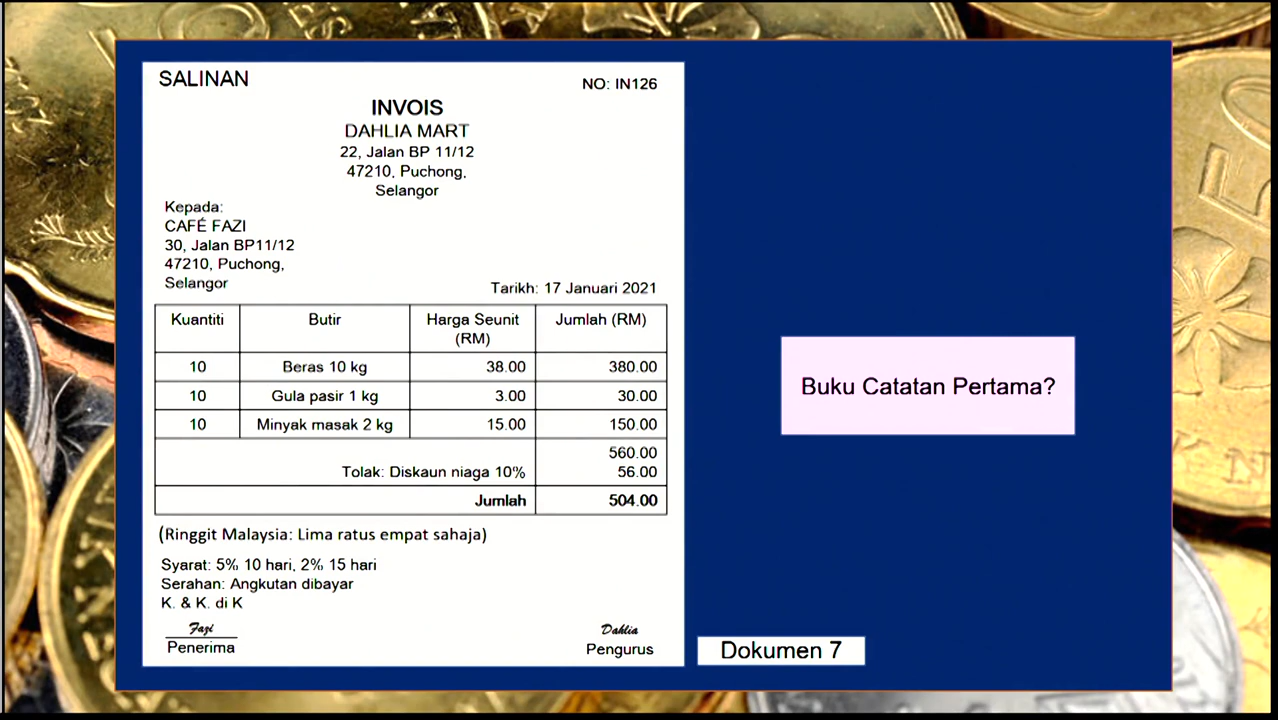 SALINAN
NO: IN126
INVOIS
DAHLIA MART
22, Jalan BP 11/12
47210, Puchong,
Selangor
Kepada:
CAFÉ FAZI
30, Jalan BP11/12
47210, Puchong,
Selangor
Tarikh: 17 Januari 2021
Kuantiti Butir Harga Seunit (RM) Jumlah (RM)
10 Beras 10 kg 38.00 380.00
10 Gula pasir 1 kg 3.00 30.00
10 Minyak masak 2 kg 15.00 150.00
560.00
Tolak: Diskaun niaga 10% 56.00
Jumlah 504.00
(Ringgit Malaysia: Lima ratus empat sahaja)
Syarat: 5% 10 hari, 2% 15 hari
Serahan: Angkutan dibayar
K. & K. di K
Fazi
Penerima
Dahlia
Pengurus
Buku Catatan Pertama?
Dokumen 7